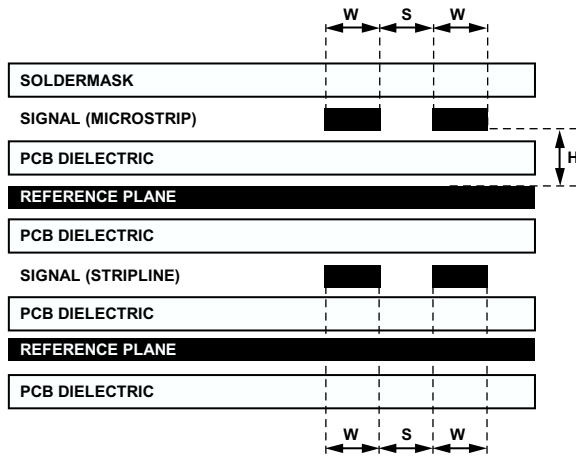 W S W
SOLDERMASK
SIGNAL (MICROSTRIP)
H
PCB DIELECTRIC
REFERENCE PLANE
PCB DIELECTRIC
SIGNAL (STRIPLINE)
PCB DIELECTRIC
REFERENCE PLANE
PCB DIELECTRIC
W S W